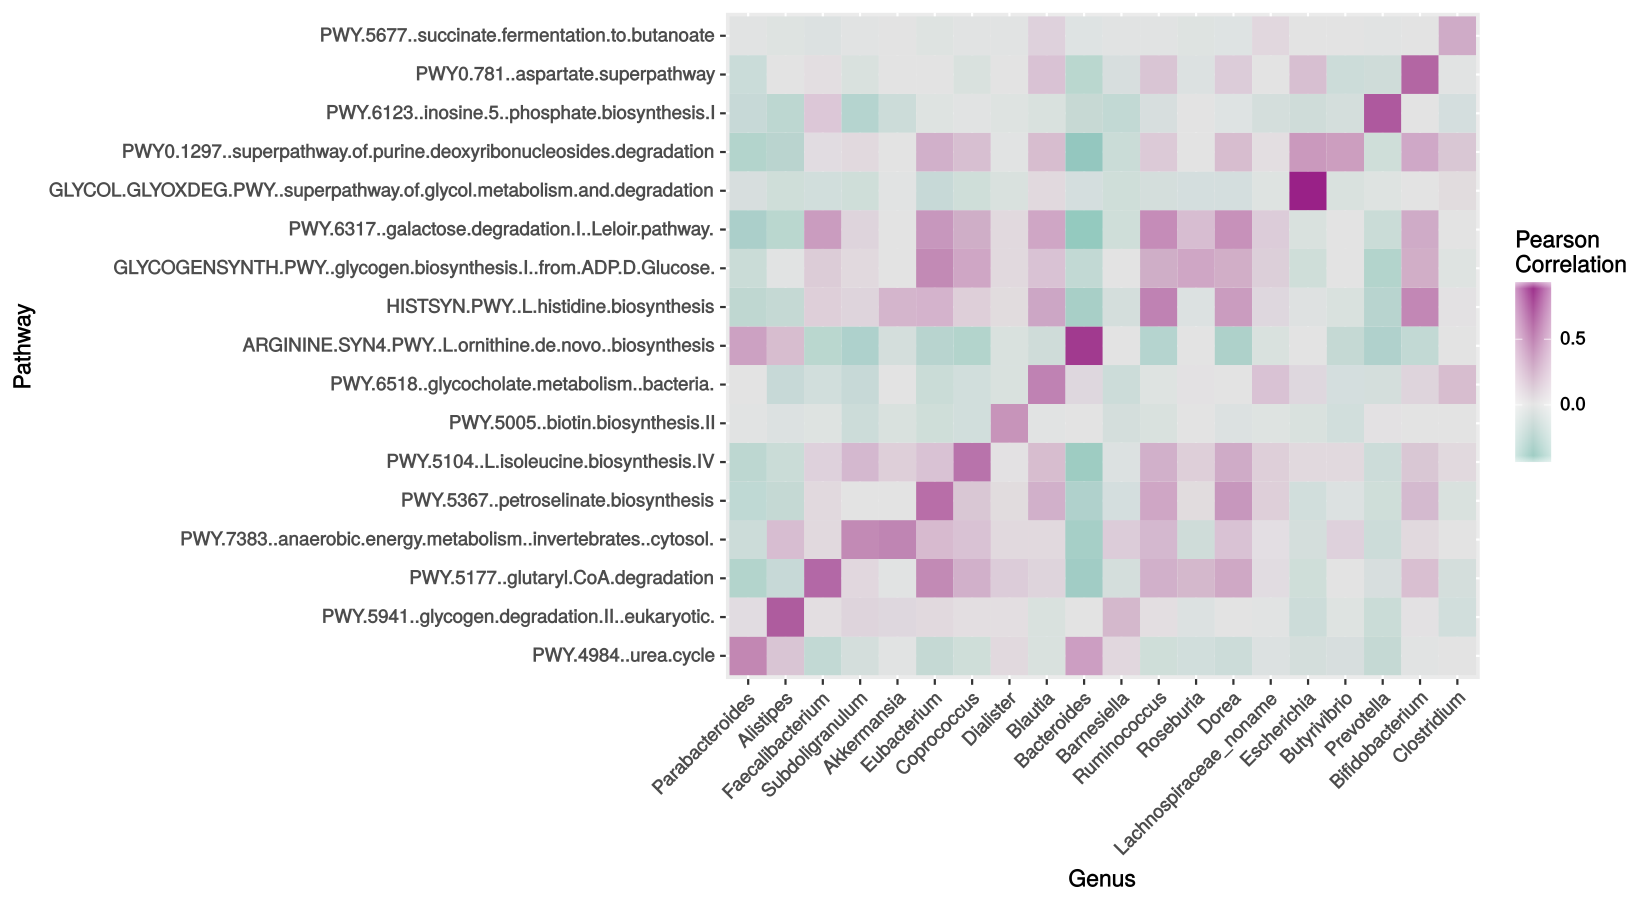 PWY.5677..succinate.fermentation.to.butanoate
PWY0.781..aspartate.superpathway
PWY.6123..inosine.5..phosphate.biosynthesis.I
PWY0.1297..superpathway.of.purine.deoxyribonucleosides.degradation
GLYCOL.GLYOXDEG.PWY..superpathway.of.glycol.metabolism.and.degradation
PWY.6317..galactose.degradation.I..Leloir.pathway.
GLYCOGENSYNTH.PWY..glycogen.biosynthesis.I..from.ADP.D.Glucose.
HISTSYN.PWY..L.histidine.biosynthesis
ARGININE.SYN4.PWY..L.ornithine.de.novo..biosynthesis
PWY.6518..glycocholate.metabolism..bacteria.
PWY.5005..biotin.biosynthesis.II
PWY.5104..L.isoleucine.biosynthesis.IV
PWY.5367..petroselinate.biosynthesis
PWY.7383..anaerobic.energy.metabolism..invertebrates..cytosol.
PWY.5177..glutaryl.CoA.degradation
PWY.5941..glycogen.degradation.II..eukaryotic.
PWY.4984..urea.cycle
Pathway
Parabacteroides
Alistipes
Faecalibacterium
Subdoligranulum
Akkermansia
Eubacterium
Coprococcus
Dialister
Blautia
Bacteroides
Barnesiella
Ruminococcus
Roseburia
Dorea
Lachnospiraceae_noname
Escherichia
Butyrivibrio
Prevotella
Bifidobacterium
Clostridium
Genus
Pearson
Correlation
0.5
0.0